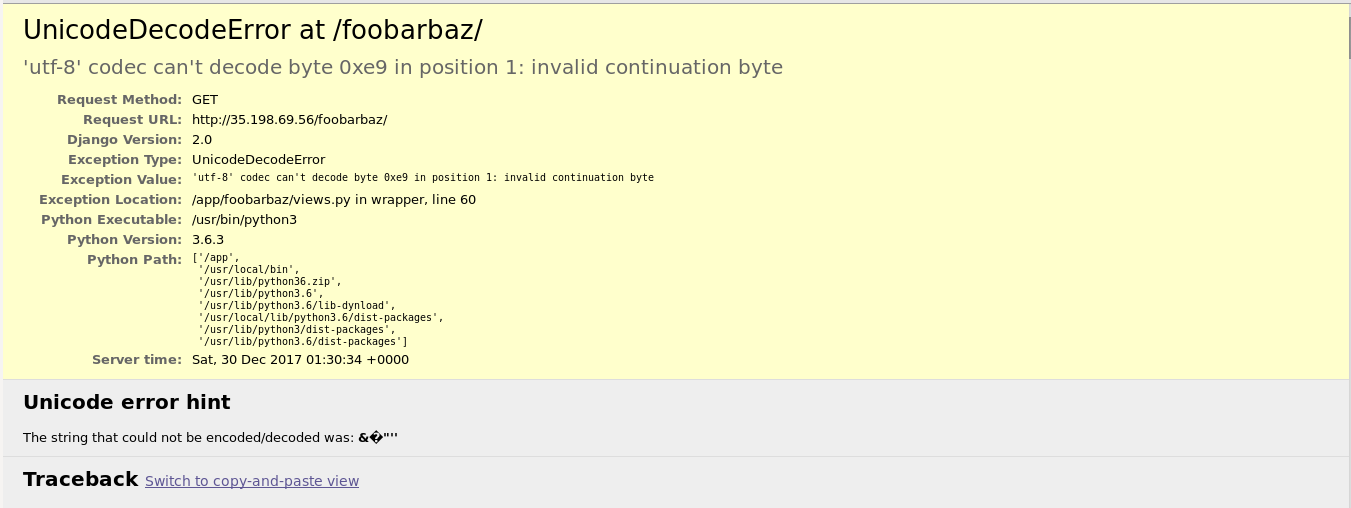 UnicodeDecodeError at /foobarbaz/
'utf-8' codec can't decode byte 0xe9 in position 1: invalid continuation byte
Request Method: GET
Request URL: http://35.198.69.56/foobarbaz/
Django Version: 2.0
Exception Type: UnicodeDecodeError
Exception Value: 'utf-8' codec can't decode byte 0xe9 in position 1: invalid continuation byte
Exception Location: /app/foobarbaz/views.py in wrapper, line 60
Python Executable: /usr/bin/python3
Python Version: 3.6.3
Python Path: ['/app',
'/usr/local/bin',
'/usr/lib/python36.zip',
'/usr/lib/python3.6',
'/usr/lib/python3.6/lib-dynload',
'/usr/local/lib/python3.6/dist-packages',
'/usr/lib/python3/dist-packages',
'/usr/lib/python3.6/dist-packages']
Server time: Sat, 30 Dec 2017 01:30:34 +0000
Unicode error hint
The string that could not be encoded/decoded was: &�"''
Traceback Switch to copy-and-paste view